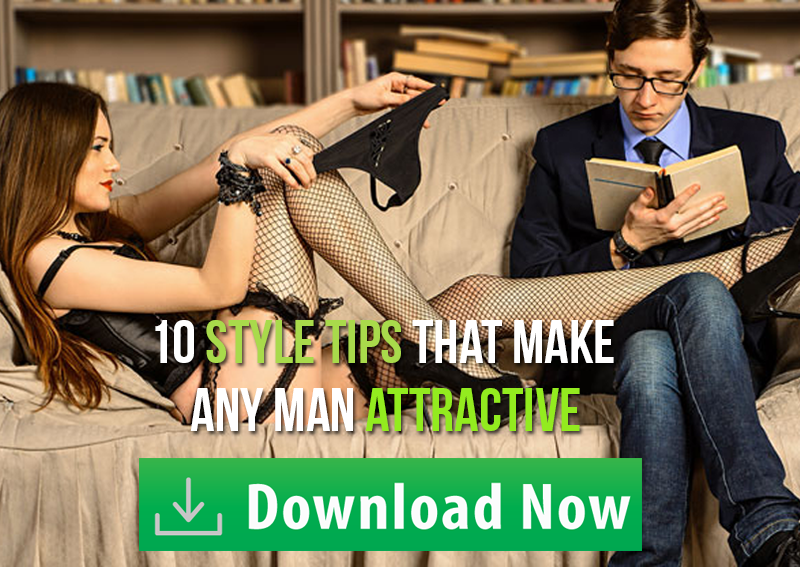 10 STYLE TIPS THAT MAKE
ANY MAN ATTRACTIVE
Download Now